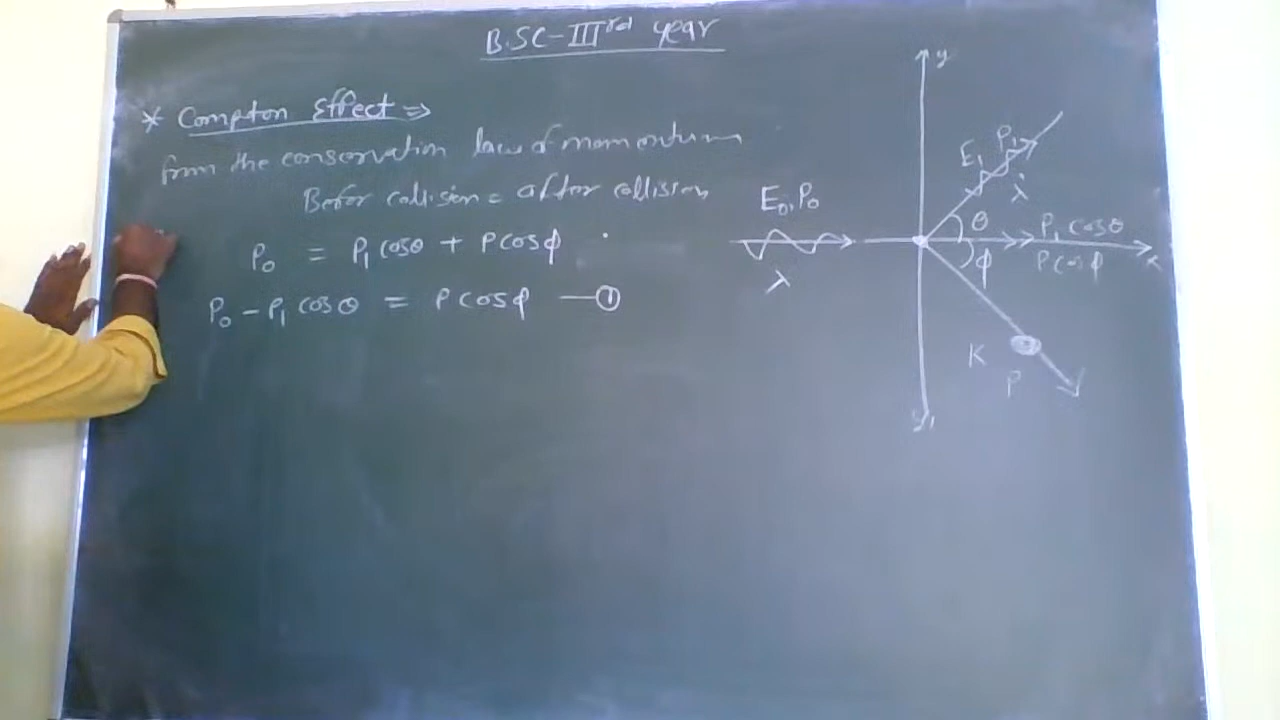 B.SC-IIIrd year
* Compton Effect ⇒
from the conservation law of momentum
Befor collision = after collision
P₀ = P₁ cosθ + P cosϕ
P₀ - P₁ cosθ = P cosϕ —①
y
E₁ P₁
λ'
E₀, P₀
λ
θ
P₁ cosθ
ϕ
P cosϕ
x
K
P
y'